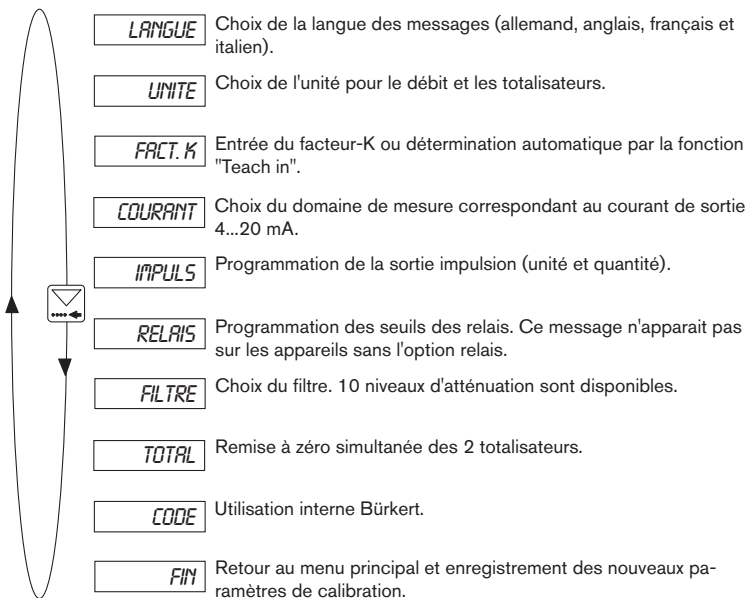 LANGUE Choix de la langue des messages (allemand, anglais, français et
italien).
UNITE Choix de l'unité pour le débit et les totalisateurs.
FACT. K Entrée du facteur-K ou détermination automatique par la fonction
"Teach in".
COURANT Choix du domaine de mesure correspondant au courant de sortie
4...20 mA.
IMPULS Programmation de la sortie impulsion (unité et quantité).
RELAIS Programmation des seuils des relais. Ce message n'apparait pas
sur les appareils sans l'option relais.
FILTRE Choix du filtre. 10 niveaux d'atténuation sont disponibles.
TOTAL Remise à zéro simultanée des 2 totalisateurs.
CODE Utilisation interne Bürkert.
FIN Retour au menu principal et enregistrement des nouveaux pa-
ramètres de calibration.